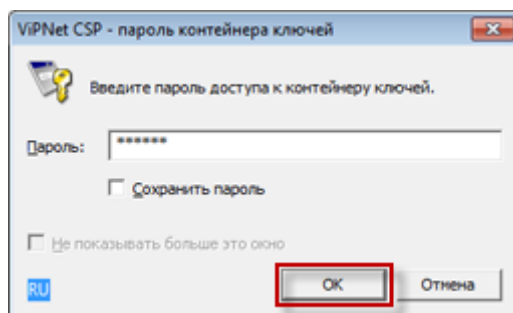 ViPNet CSP - пароль контейнера ключей
Введите пароль доступа к контейнеру ключей.
Пароль: ******
Сохранить пароль
Не показывать больше это окно
RU OK Отмена